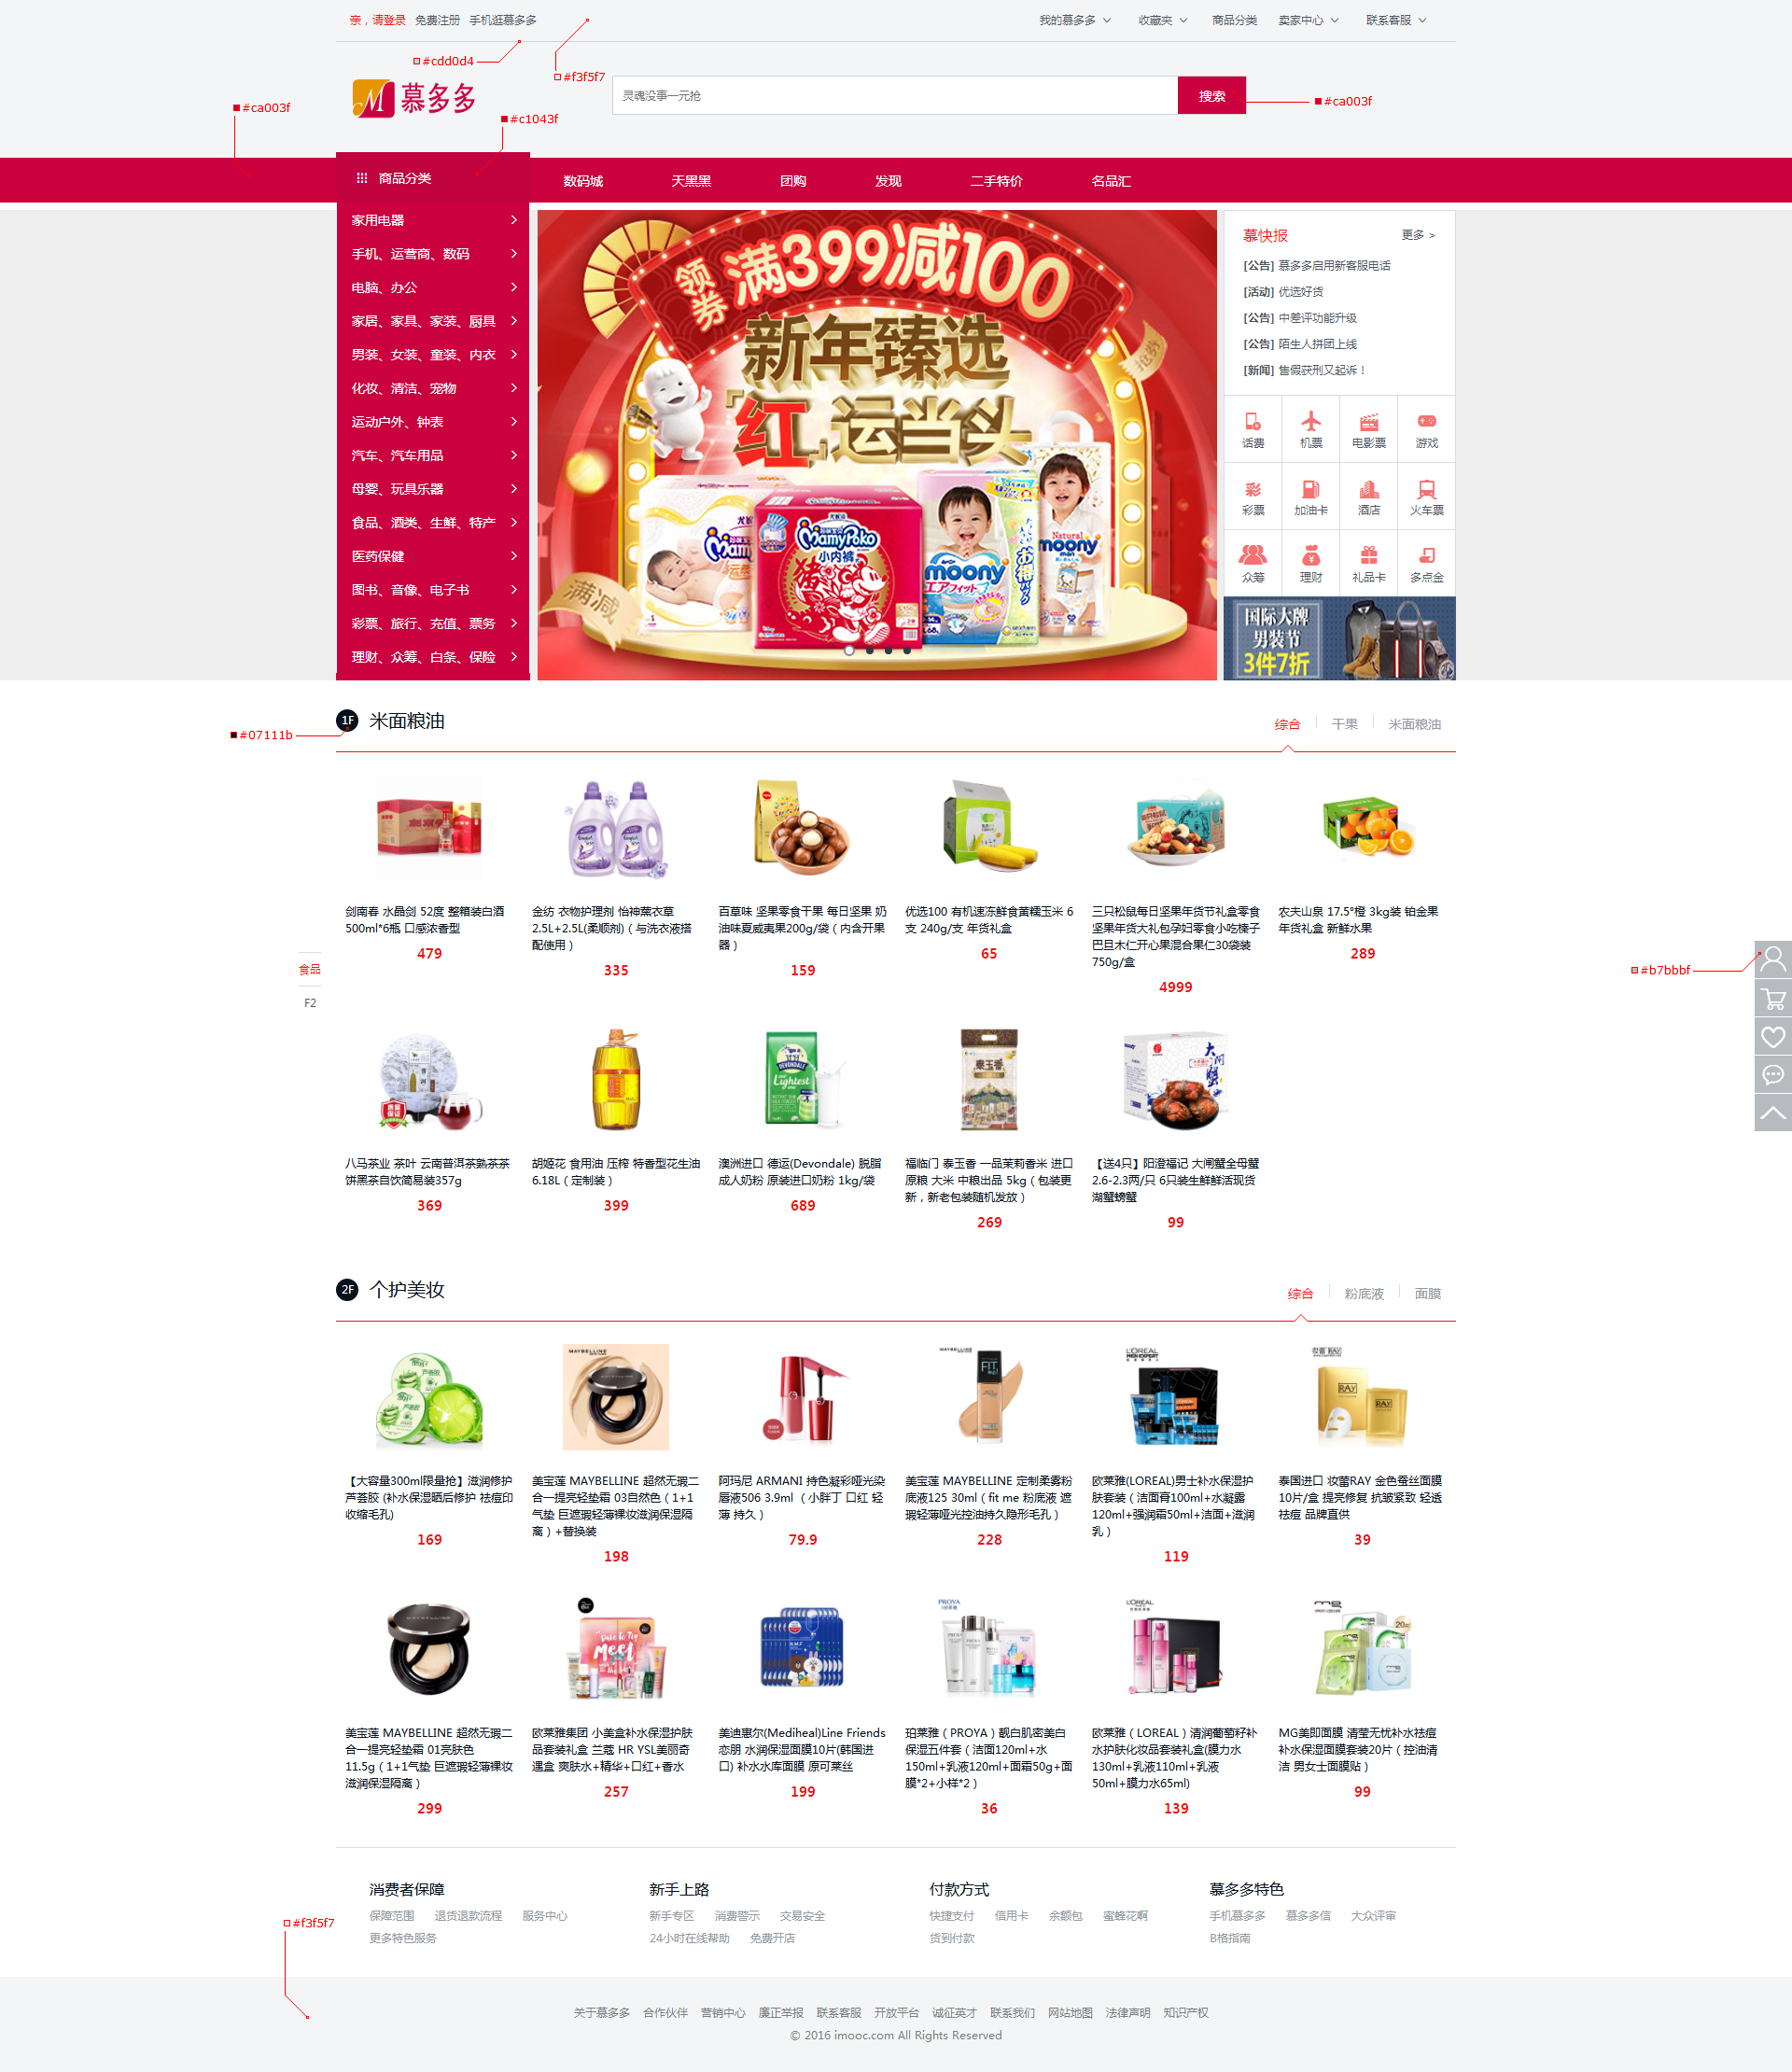 亲，请登录 免费注册 手机逛慕多多 我的慕多多 收藏夹 商品分类 卖家中心 联系客服
#cdd0d4
#f3f5f7
#ca003f
慕多多
灵魂没事一元抢 搜索
#ca003f
#c1043f
商品分类 数码城 天黑黑 团购 发现 二手特价 名品汇
家用电器
手机、运营商、数码
电脑、办公
家居、家具、家装、厨具
男装、女装、童装、内衣
化妆、清洁、宠物
运动户外、钟表
汽车、汽车用品
母婴、玩具乐器
食品、酒类、生鲜、特产
医药保健
图书、音像、电子书
彩票、旅行、充值、票务
理财、众筹、白条、保险
领券 满399减100
新年臻选
「红」运当头
抢券
满减
MamyPoko
小内裤
moony
エアフィット
Natural
moony
慕快报 更多 >
[公告] 慕多多启用新客服电话
[活动] 优选好货
[公告] 中差评功能升级
[公告] 陌生人拼团上线
[新闻] 售假获刑又起诉！
话费 机票 电影票 游戏
彩票 加油卡 酒店 火车票
众筹 理财 礼品卡 多点金
国际大牌
男装节
3件7折
1F 米面粮油 综合 干果 米面粮油
#07111b
剑南春 水晶剑 52度 整箱装白酒
500ml*6瓶 口感浓香型
479
金纺 衣物护理剂 怡神薰衣草
2.5L+2.5L(柔顺剂)（与洗衣液搭
配使用）
335
百草味 坚果零食干果 每日坚果 奶
油味夏威夷果200g/袋（内含开果
器）
159
优选100 有机速冻鲜食黄糯玉米 6
支 240g/支 年货礼盒
65
三只松鼠每日坚果年货节礼盒零食
坚果年货大礼包孕妇零食小吃榛子
巴旦木仁开心果混合果仁30袋装
750g/盒
4999
农夫山泉 17.5°橙 3kg装 铂金果
年货礼盒 新鲜水果
289
食品
F2
#b7bbbf
八马茶业 茶叶 云南普洱茶熟茶茶
饼黑茶自饮简易装357g
369
胡姬花 食用油 压榨 特香型花生油
6.18L（定制装）
399
澳洲进口 德运(Devondale) 脱脂
成人奶粉 原装进口奶粉 1kg/袋
689
福临门 泰玉香 一品茉莉香米 进口
原粮 大米 中粮出品 5kg（包装更
新，新老包装随机发放）
269
【送4只】阳澄福记 大闸蟹全母蟹
2.6-2.3两/只 6只装生鲜鲜活现货
湖蟹螃蟹
99
2F 个护美妆 综合 粉底液 面膜
【大容量300ml限量抢】滋润修护
芦荟胶 (补水保湿晒后修护 祛痘印
收缩毛孔)
169
美宝莲 MAYBELLINE 超然无瑕二
合一提亮轻垫霜 03自然色（1+1
气垫 巨遮瑕轻薄裸妆滋润保湿隔
离）+替换装
198
阿玛尼 ARMANI 持色凝彩哑光染
唇液506 3.9ml （小胖丁 口红 轻
薄 持久）
79.9
美宝莲 MAYBELLINE 定制柔雾粉
底液125 30ml（fit me 粉底液 遮
瑕轻薄哑光控油持久隐形毛孔）
228
欧莱雅(LOREAL)男士补水保湿护
肤套装（洁面膏100ml+水凝露
120ml+强润霜50ml+洁面+滋润
乳）
119
泰国进口 妆蕾RAY 金色蚕丝面膜
10片/盒 提亮修复 抗皱紧致 轻透
祛痘 品牌直供
39
美宝莲 MAYBELLINE 超然无瑕二
合一提亮轻垫霜 01亮肤色
11.5g（1+1气垫 巨遮瑕轻薄裸妆
滋润保湿隔离）
299
欧莱雅集团 小美盒补水保湿护肤
品套装礼盒 兰蔻 HR YSL美丽奇
遇盒 爽肤水+精华+口红+香水
257
美迪惠尔(Mediheal)Line Friends
恋朋 水润保湿面膜10片(韩国进
口) 补水水库面膜 原可莱丝
199
珀莱雅（PROYA）靓白肌密美白
保湿五件套（洁面120ml+水
150ml+乳液120ml+面霜50g+面
膜*2+小样*2）
36
欧莱雅（LOREAL）清润葡萄籽补
水护肤化妆品套装礼盒(膜力水
130ml+乳液110ml+乳液
50ml+膜力水65ml)
139
MG美即面膜 清莹无忧补水祛痘
补水保湿面膜套装20片（控油清
洁 男女士面膜贴）
99
消费者保障 新手上路 付款方式 慕多多特色
保障范围 退货退款流程 服务中心 新手专区 消费警示 交易安全 快捷支付 信用卡 余额包 蜜蜂花啊 手机慕多多 慕多多信 大众评审
更多特色服务 24小时在线帮助 免费开店 货到付款 B格指南
#f3f5f7
关于慕多多 合作伙伴 营销中心 廉正举报 联系客服 开放平台 诚征英才 联系我们 网站地图 法律声明 知识产权
© 2016 imooc.com All Rights Reserved